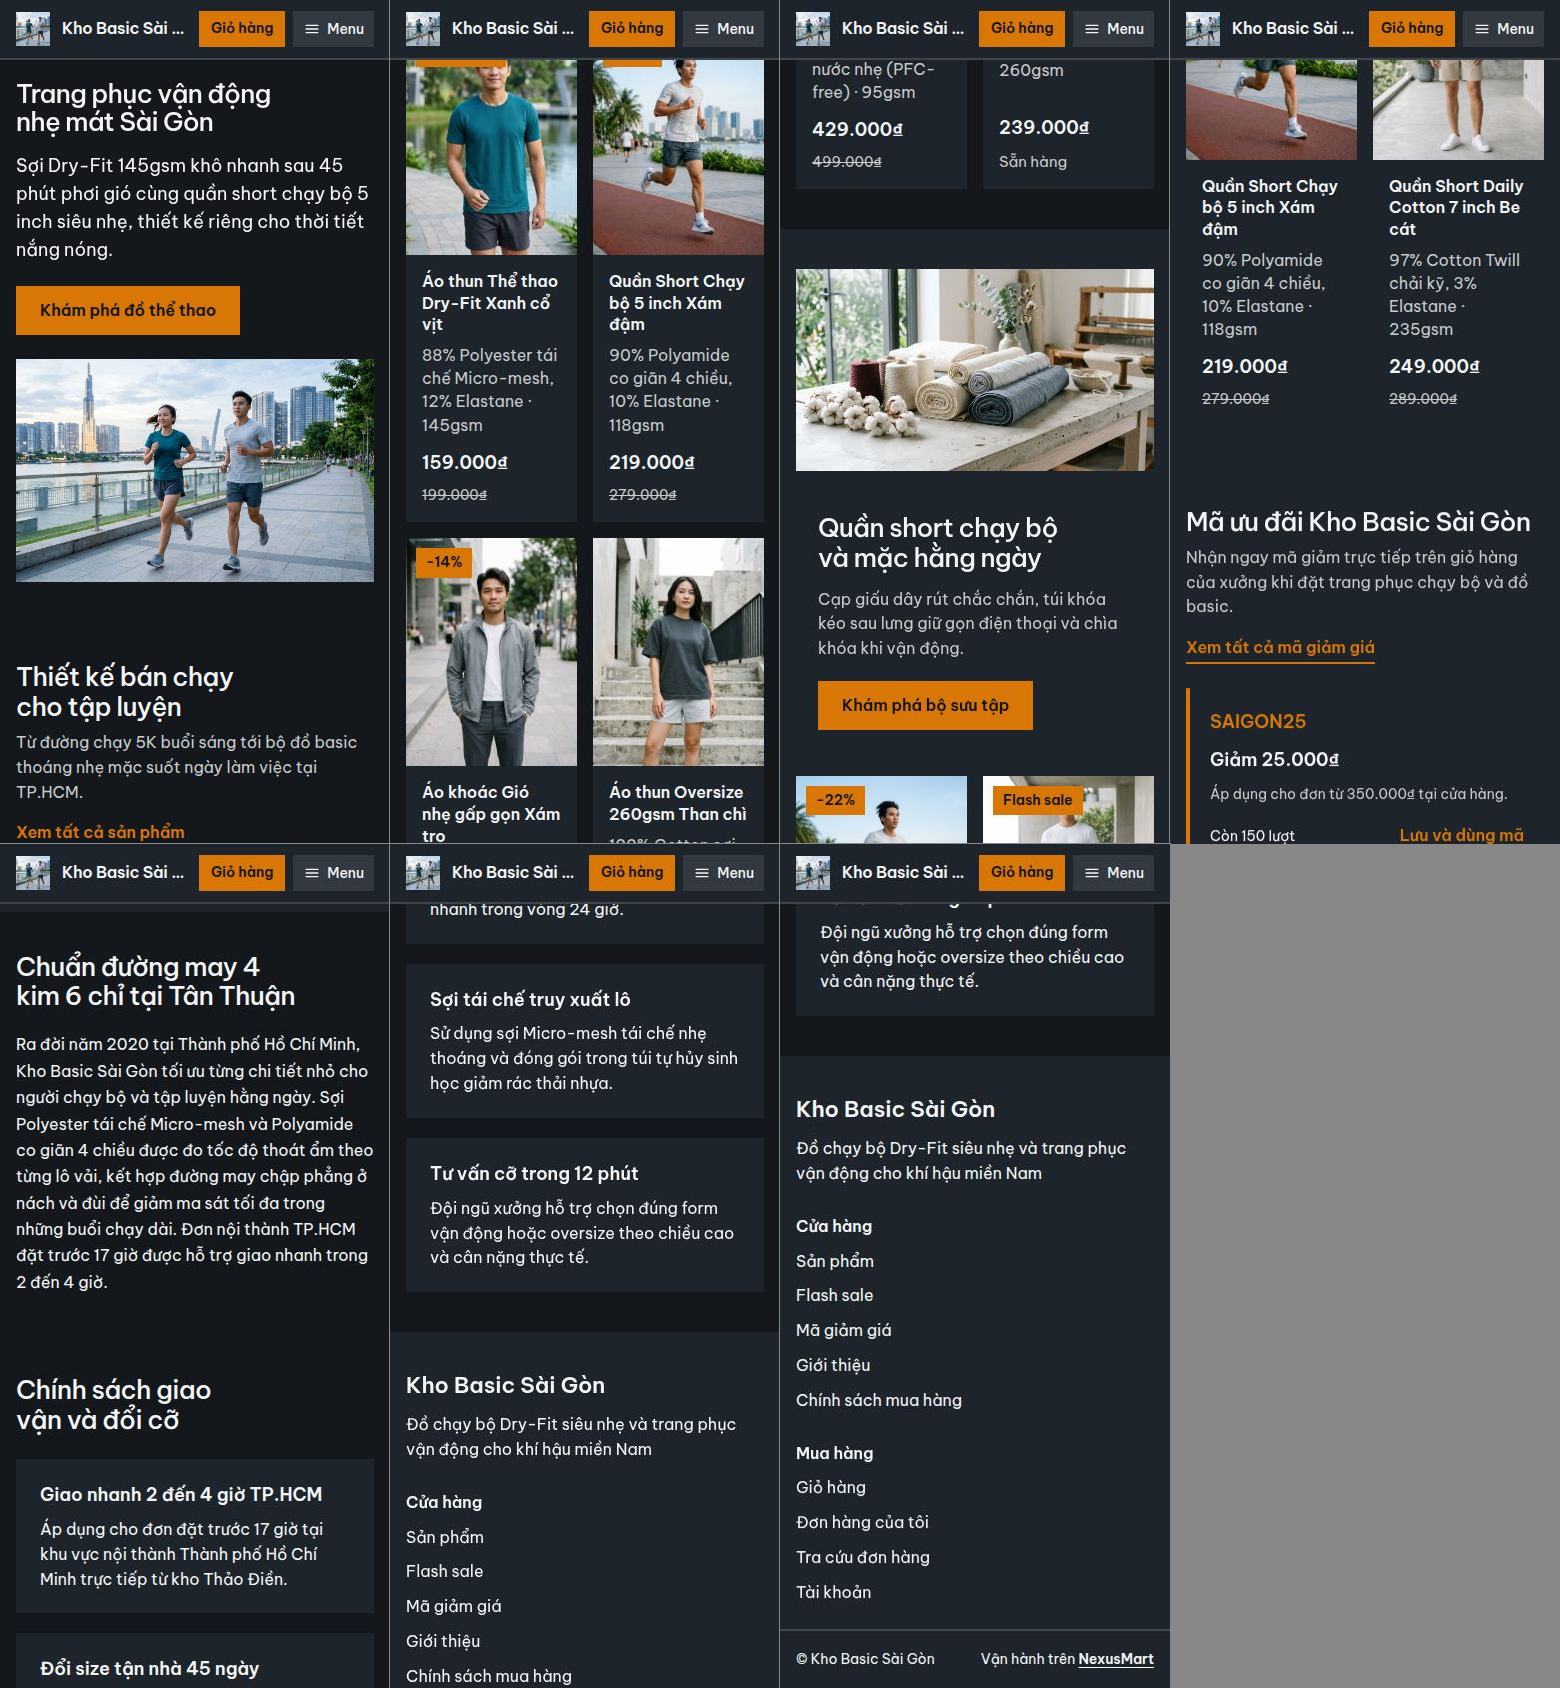 Kho Basic Sài ...
Giỏ hàng
Menu
Trang phục vận động
nhẹ mát Sài Gòn
Sợi Dry-Fit 145gsm khô nhanh sau 45
phút phơi gió cùng quần short chạy bộ 5
inch siêu nhẹ, thiết kế riêng cho thời tiết
nắng nóng.
Khám phá đồ thể thao
Thiết kế bán chạy
cho tập luyện
Từ đường chạy 5K buổi sáng tới bộ đồ basic
thoáng nhẹ mặc suốt ngày làm việc tại
TP.HCM.
Xem tất cả sản phẩm
Kho Basic Sài ...
Giỏ hàng
Menu
Áo thun Thể thao
Dry-Fit Xanh cổ
vịt
88% Polyester tái
chế Micro-mesh,
12% Elastane ·
145gsm
159.000₫
199.000₫
Quần Short Chạy
bộ 5 inch Xám
đậm
90% Polyamide
co giãn 4 chiều,
10% Elastane ·
118gsm
219.000₫
279.000₫
-14%
Áo khoác Gió
nhẹ gấp gọn Xám
tro
Áo thun Oversize
260gsm Than chì
Kho Basic Sài ...
Giỏ hàng
Menu
nước nhẹ (PFC-
free) · 95gsm
429.000₫
499.000₫
260gsm
239.000₫
Sẵn hàng
Quần short chạy bộ
và mặc hằng ngày
Cạp giấu dây rút chắc chắn, túi khóa
kéo sau lưng giữ gọn điện thoại và chìa
khóa khi vận động.
Khám phá bộ sưu tập
-22%
Flash sale
Kho Basic Sài ...
Giỏ hàng
Menu
Quần Short Chạy
bộ 5 inch Xám
đậm
90% Polyamide
co giãn 4 chiều,
10% Elastane ·
118gsm
219.000₫
279.000₫
Quần Short Daily
Cotton 7 inch Be
cát
97% Cotton Twill
chải kỹ, 3%
Elastane ·
235gsm
249.000₫
289.000₫
Mã ưu đãi Kho Basic Sài Gòn
Nhận ngay mã giảm trực tiếp trên giỏ hàng
của xưởng khi đặt trang phục chạy bộ và đồ
basic.
Xem tất cả mã giảm giá
SAIGON25
Giảm 25.000₫
Áp dụng cho đơn từ 350.000₫ tại cửa hàng.
Còn 150 lượt
Lưu và dùng mã
Kho Basic Sài ...
Giỏ hàng
Menu
Chuẩn đường may 4
kim 6 chỉ tại Tân Thuận
Ra đời năm 2020 tại Thành phố Hồ Chí Minh,
Kho Basic Sài Gòn tối ưu từng chi tiết nhỏ cho
người chạy bộ và tập luyện hằng ngày. Sợi
Polyester tái chế Micro-mesh và Polyamide
co giãn 4 chiều được đo tốc độ thoát ẩm theo
từng lô vải, kết hợp đường may chập phẳng ở
nách và đùi để giảm ma sát tối đa trong
những buổi chạy dài. Đơn nội thành TP.HCM
đặt trước 17 giờ được hỗ trợ giao nhanh trong
2 đến 4 giờ.
Chính sách giao
vận và đổi cỡ
Giao nhanh 2 đến 4 giờ TP.HCM
Áp dụng cho đơn đặt trước 17 giờ tại
khu vực nội thành Thành phố Hồ Chí
Minh trực tiếp từ kho Thảo Điền.
Đổi size tận nhà 45 ngày
Kho Basic Sài ...
Giỏ hàng
Menu
nhanh trong vòng 24 giờ.
Sợi tái chế truy xuất lô
Sử dụng sợi Micro-mesh tái chế nhẹ
thoáng và đóng gói trong túi tự hủy sinh
học giảm rác thải nhựa.
Tư vấn cỡ trong 12 phút
Đội ngũ xưởng hỗ trợ chọn đúng form
vận động hoặc oversize theo chiều cao
và cân nặng thực tế.
Kho Basic Sài Gòn
Đồ chạy bộ Dry-Fit siêu nhẹ và trang phục
vận động cho khí hậu miền Nam
Cửa hàng
Sản phẩm
Flash sale
Mã giảm giá
Giới thiệu
Chính sách mua hàng
Kho Basic Sài ...
Giỏ hàng
Menu
Đội ngũ xưởng hỗ trợ chọn đúng form
vận động hoặc oversize theo chiều cao
và cân nặng thực tế.
Kho Basic Sài Gòn
Đồ chạy bộ Dry-Fit siêu nhẹ và trang phục
vận động cho khí hậu miền Nam
Cửa hàng
Sản phẩm
Flash sale
Mã giảm giá
Giới thiệu
Chính sách mua hàng
Mua hàng
Giỏ hàng
Đơn hàng của tôi
Tra cứu đơn hàng
Tài khoản
© Kho Basic Sài Gòn
Vận hành trên NexusMart